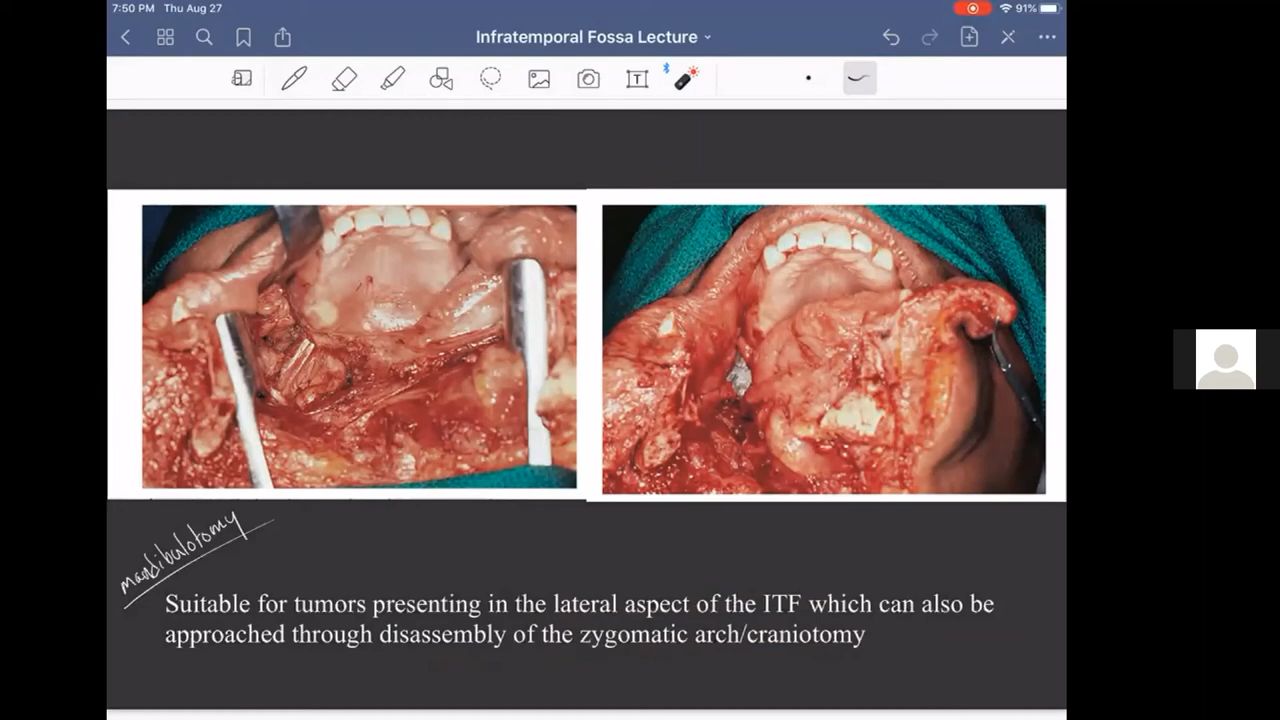 7:50 PM Thu Aug 27
91%
Infratemporal Fossa Lecture
T
mandibulotomy
Suitable for tumors presenting in the lateral aspect of the ITF which can also be
approached through disassembly of the zygomatic arch/craniotomy